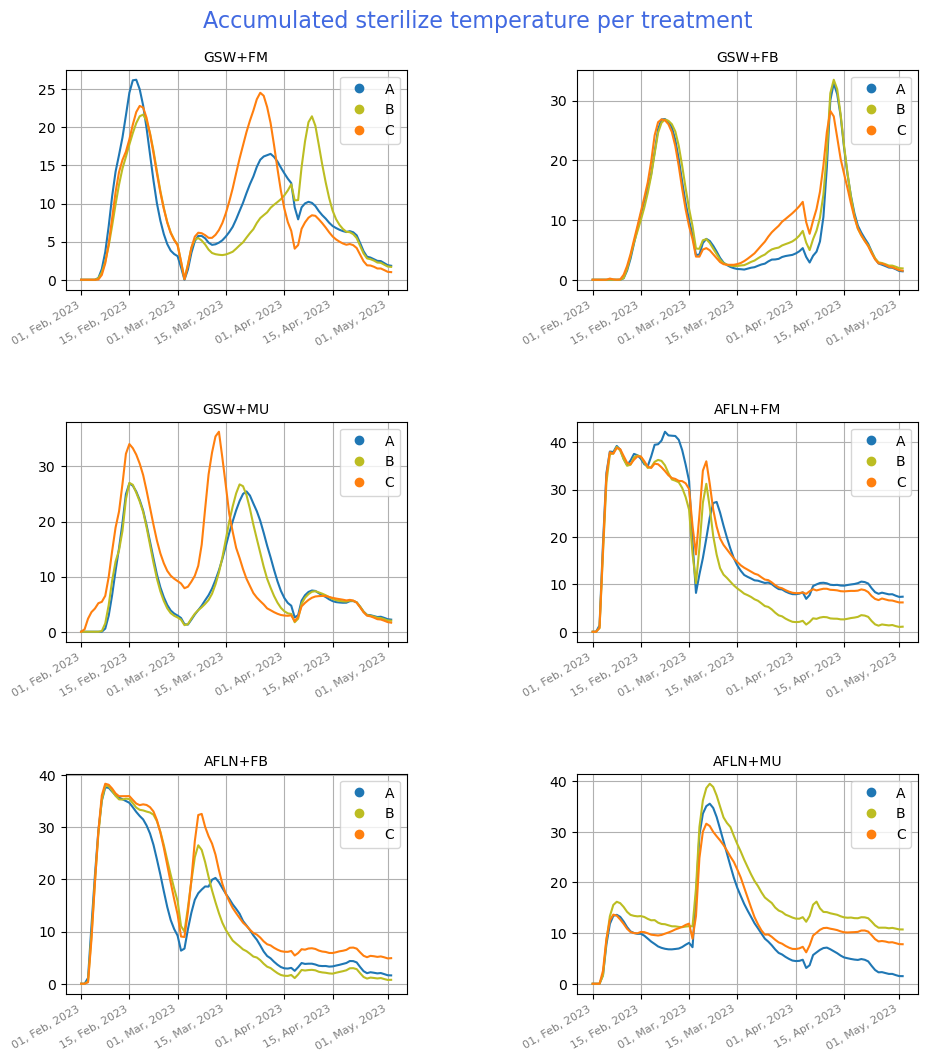 Accumulated sterilize temperature per treatment
GSW+FM
25
20
15
10
5
0
A
B
C
01, Feb, 2023
15, Feb, 2023
01, Mar, 2023
15, Mar, 2023
01, Apr, 2023
15, Apr, 2023
01, May, 2023
GSW+FB
30
20
10
0
A
B
C
01, Feb, 2023
15, Feb, 2023
01, Mar, 2023
15, Mar, 2023
01, Apr, 2023
15, Apr, 2023
01, May, 2023
GSW+MU
30
20
10
0
A
B
C
01, Feb, 2023
15, Feb, 2023
01, Mar, 2023
15, Mar, 2023
01, Apr, 2023
15, Apr, 2023
01, May, 2023
AFLN+FM
40
30
20
10
0
A
B
C
01, Feb, 2023
15, Feb, 2023
01, Mar, 2023
15, Mar, 2023
01, Apr, 2023
15, Apr, 2023
01, May, 2023
AFLN+FB
40
30
20
10
0
A
B
C
01, Feb, 2023
15, Feb, 2023
01, Mar, 2023
15, Mar, 2023
01, Apr, 2023
15, Apr, 2023
01, May, 2023
AFLN+MU
40
30
20
10
0
A
B
C
01, Feb, 2023
15, Feb, 2023
01, Mar, 2023
15, Mar, 2023
01, Apr, 2023
15, Apr, 2023
01, May, 2023